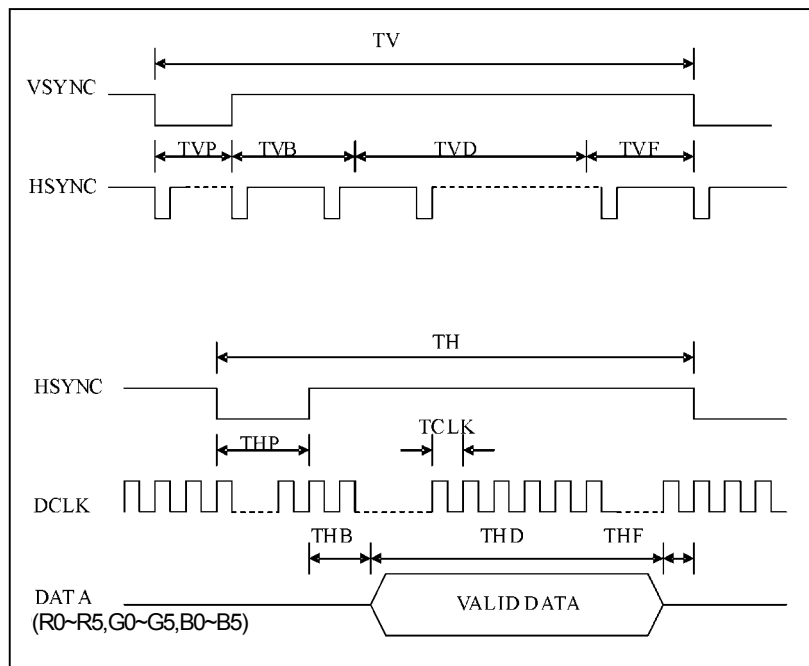 TV
VSYNC
TVP TVB TVD TVF
HSYNC
TH
HSYNC
TCLK
THP
DCLK
THB THD THF
DATA VALID DATA
(R0~R5,G0~G5,B0~B5)